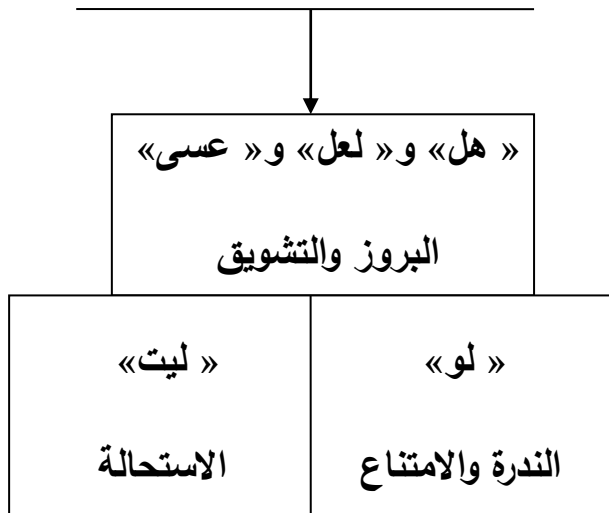 « هل» و« لعل» و« عسى»
البروز والتشويق
« لو»
الندرة والامتناع
« ليت»
الاستحالة